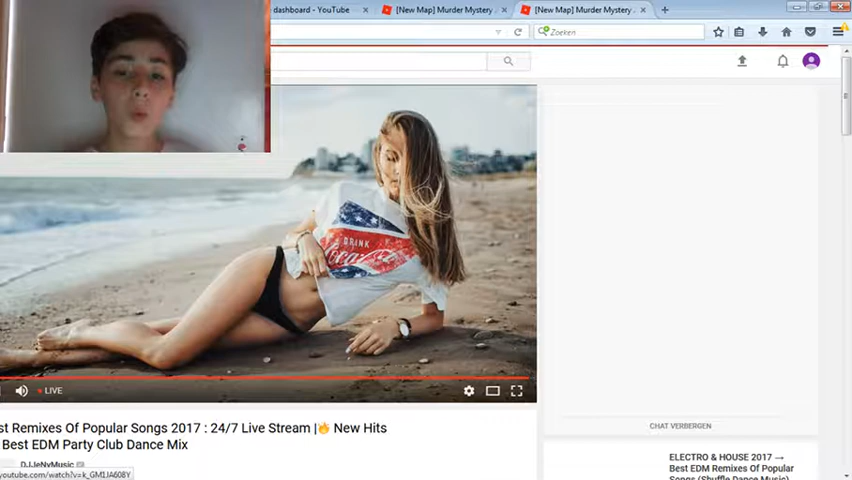 dashboard - YouTube
[New Map] Murder Mystery
[New Map] Murder Mystery
Zoeken
DRINK
Coca-Cola
LIVE
st Remixes Of Popular Songs 2017 : 24/7 Live Stream |🔥 New Hits
Best EDM Party Club Dance Mix
DJJeNyMusic
youtube.com/watch?v=k_GM1JA608Y
CHAT VERBERGEN
ELECTRO & HOUSE 2017 →
Best EDM Remixes Of Popular
Songs (Shuffle Dance Music)